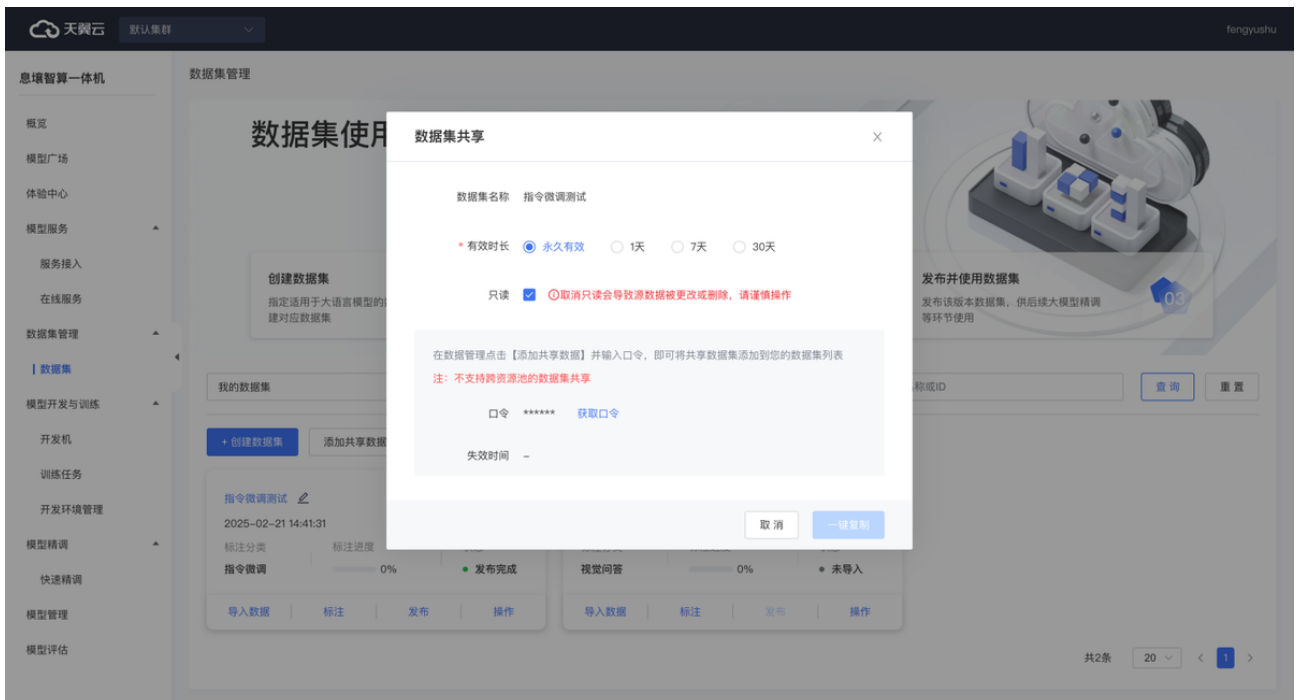 天翼云 默认集群 fengyushu
息壤智算一体机
概览
模型广场
体验中心
模型服务
服务接入
在线服务
数据集管理
数据集
模型开发与训练
开发机
训练任务
开发环境管理
模型精调
快速精调
模型管理
模型评估
数据集管理
数据集使用
创建数据集
指定适用于大语言模型的
建对应数据集
发布并使用数据集
发布该版本数据集，供后续大模型精调
等环节使用
03
我的数据集
称或ID
查询 重置
+ 创建数据集 添加共享数据
数据集共享
数据集名称 指令微调测试
* 有效时长 永久有效 1天 7天 30天
只读 取消只读会导致源数据被更改或删除，请谨慎操作
在数据管理点击【添加共享数据】并输入口令，即可将共享数据集添加到您的数据集列表
注：不支持跨资源池的数据集共享
口令 ****** 获取口令
失效时间 –
取消 一键复制
指令微调测试
2025-02-21 14:41:31
标注分类 标注进度
指令微调 0% 发布完成
导入数据 标注 发布 操作
视觉问答 0% 未导入
导入数据 标注 发布 操作
共2条 20 1